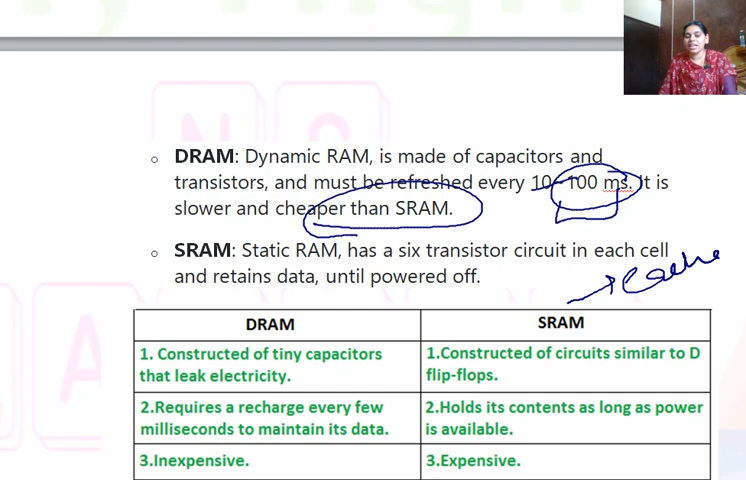 DRAM: Dynamic RAM, is made of capacitors and
transistors, and must be refreshed every 10~100 ms. It is
slower and cheaper than SRAM.
SRAM: Static RAM, has a six transistor circuit in each cell
and retains data, until powered off.
Cache
DRAM SRAM
1. Constructed of tiny capacitors
that leak electricity.
1.Constructed of circuits similar to D
flip-flops.
2.Requires a recharge every few
milliseconds to maintain its data.
2.Holds its contents as long as power
is available.
3.Inexpensive. 3.Expensive.